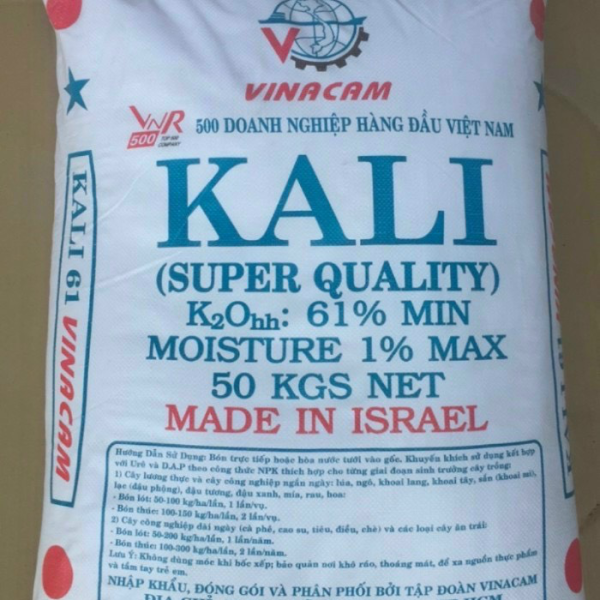 VINACAM
VNR
500
TOP 500
COMPANY
500 DOANH NGHIỆP HÀNG ĐẦU VIỆT NAM
KALI
(SUPER QUALITY)
K₂Ohh: 61% MIN
MOISTURE 1% MAX
50 KGS NET
MADE IN ISRAEL
KALI 61 VINACAM
Hướng Dẫn Sử Dụng: Bón trực tiếp hoặc hòa nước tưới vào gốc. Khuyến khích sử dụng kết hợp
với Urê và D.A.P theo công thức NPK thích hợp cho từng giai đoạn sinh trưởng cây trồng:
1) Cây lương thực và cây công nghiệp ngắn ngày: lúa, ngô, khoai lang, khoai tây, sắn (khoai mì),
lạc (đậu phộng), đậu tương, đậu xanh, mía, rau, hoa:
- Bón lót: 50-100 kg/ha/lần, 1 lần/vụ.
- Bón thúc: 100-150 kg/ha/lần, 2 lần/vụ.
2) Cây công nghiệp dài ngày (cà phê, cao su, tiêu, điều, chè) và các loại cây ăn trái:
- Bón lót: 50-200 kg/ha/lần, 1 lần/năm.
- Bón thúc: 100-300 kg/ha/lần, 2 lần/năm.
Lưu Ý: Không dùng móc khi bốc xếp; bảo quản nơi khô ráo, thoáng mát, để xa nguồn thực phẩm
và tầm tay trẻ em.
NHẬP KHẨU, ĐÓNG GÓI VÀ PHÂN PHỐI BỞI TẬP ĐOÀN VINACAM